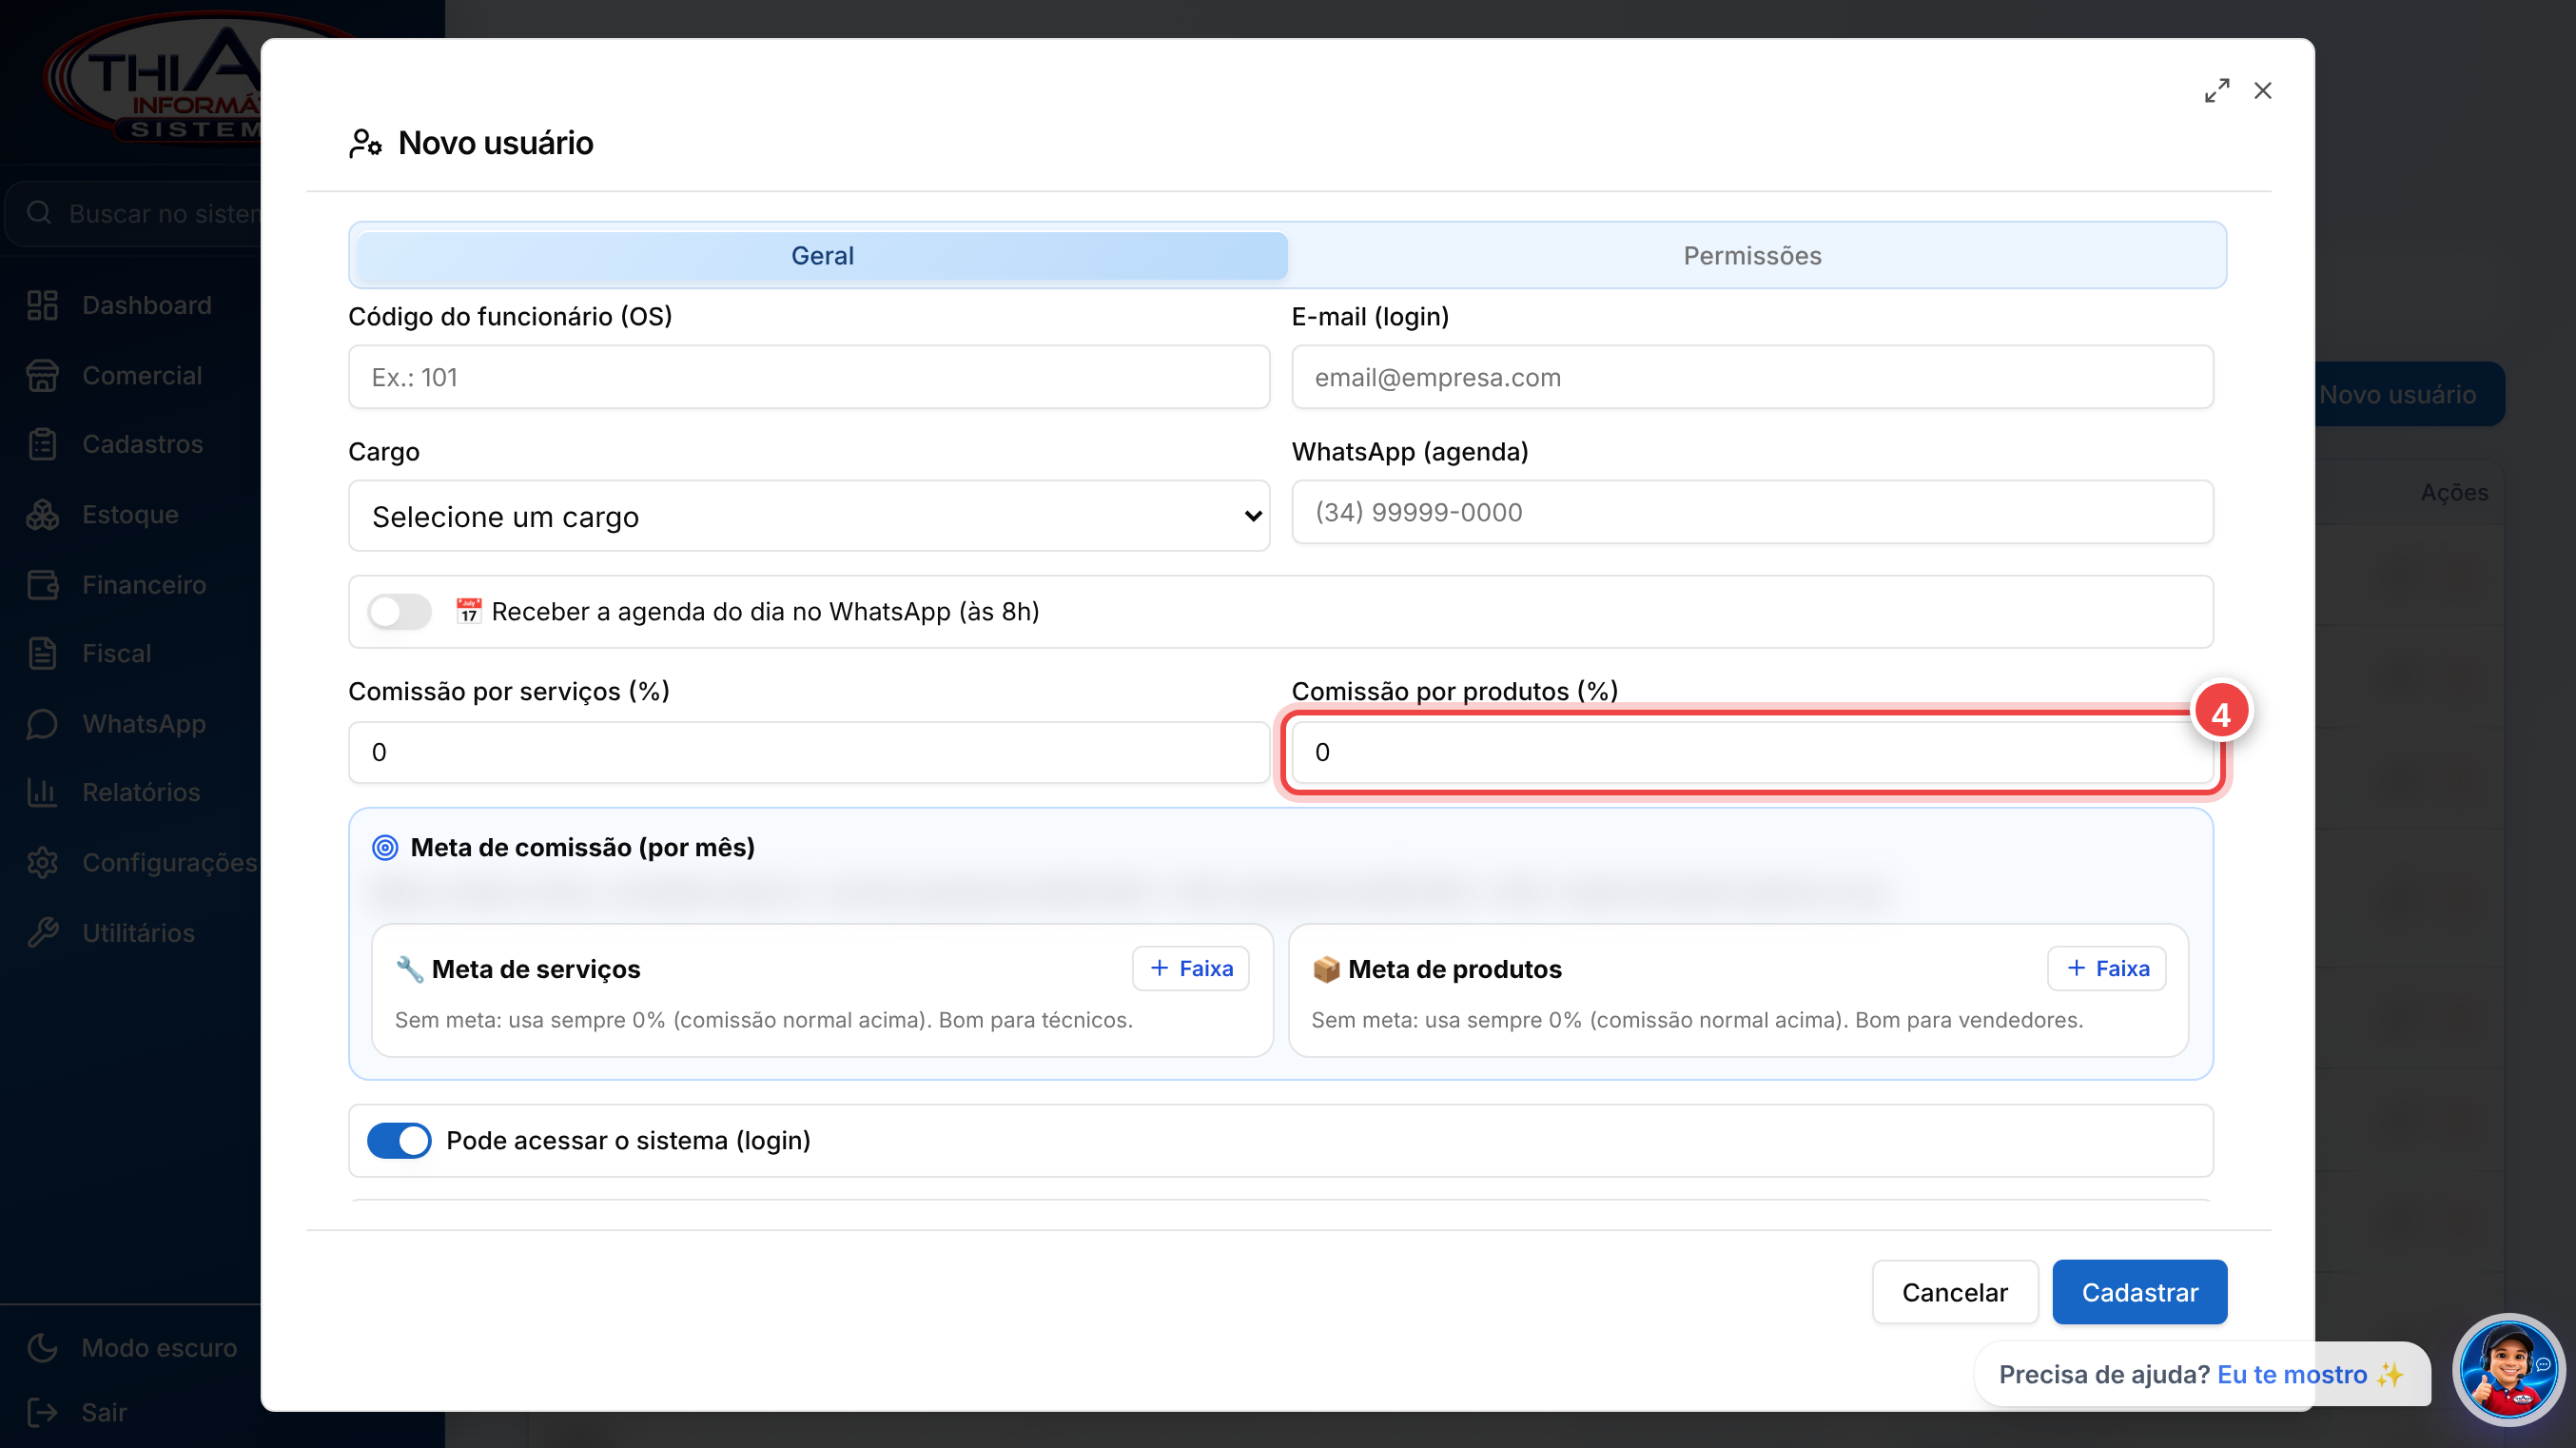 Novo usuário
Geral
Permissões
Código do funcionário (OS)
E-mail (login)
Ex.: 101
email@empresa.com
Cargo
WhatsApp (agenda)
Selecione um cargo
(34) 99999-0000
Receber a agenda do dia no WhatsApp (às 8h)
Comissão por serviços (%)
Comissão por produtos (%)
4
0
0
Meta de comissão (por mês)
Meta de serviços
+ Faixa
Meta de produtos
+ Faixa
Sem meta: usa sempre 0% (comissão normal acima). Bom para técnicos.
Sem meta: usa sempre 0% (comissão normal acima). Bom para vendedores.
Pode acessar o sistema (login)
Cancelar
Cadastrar
Precisa de ajuda? Eu te mostro
Buscar no
Dashboard
Comercial
Cadastros
Estoque
Financeiro
Fiscal
WhatsApp
Relatórios
Configurações
Utilitários
Modo escuro
Sair
Novo usuário
Ações